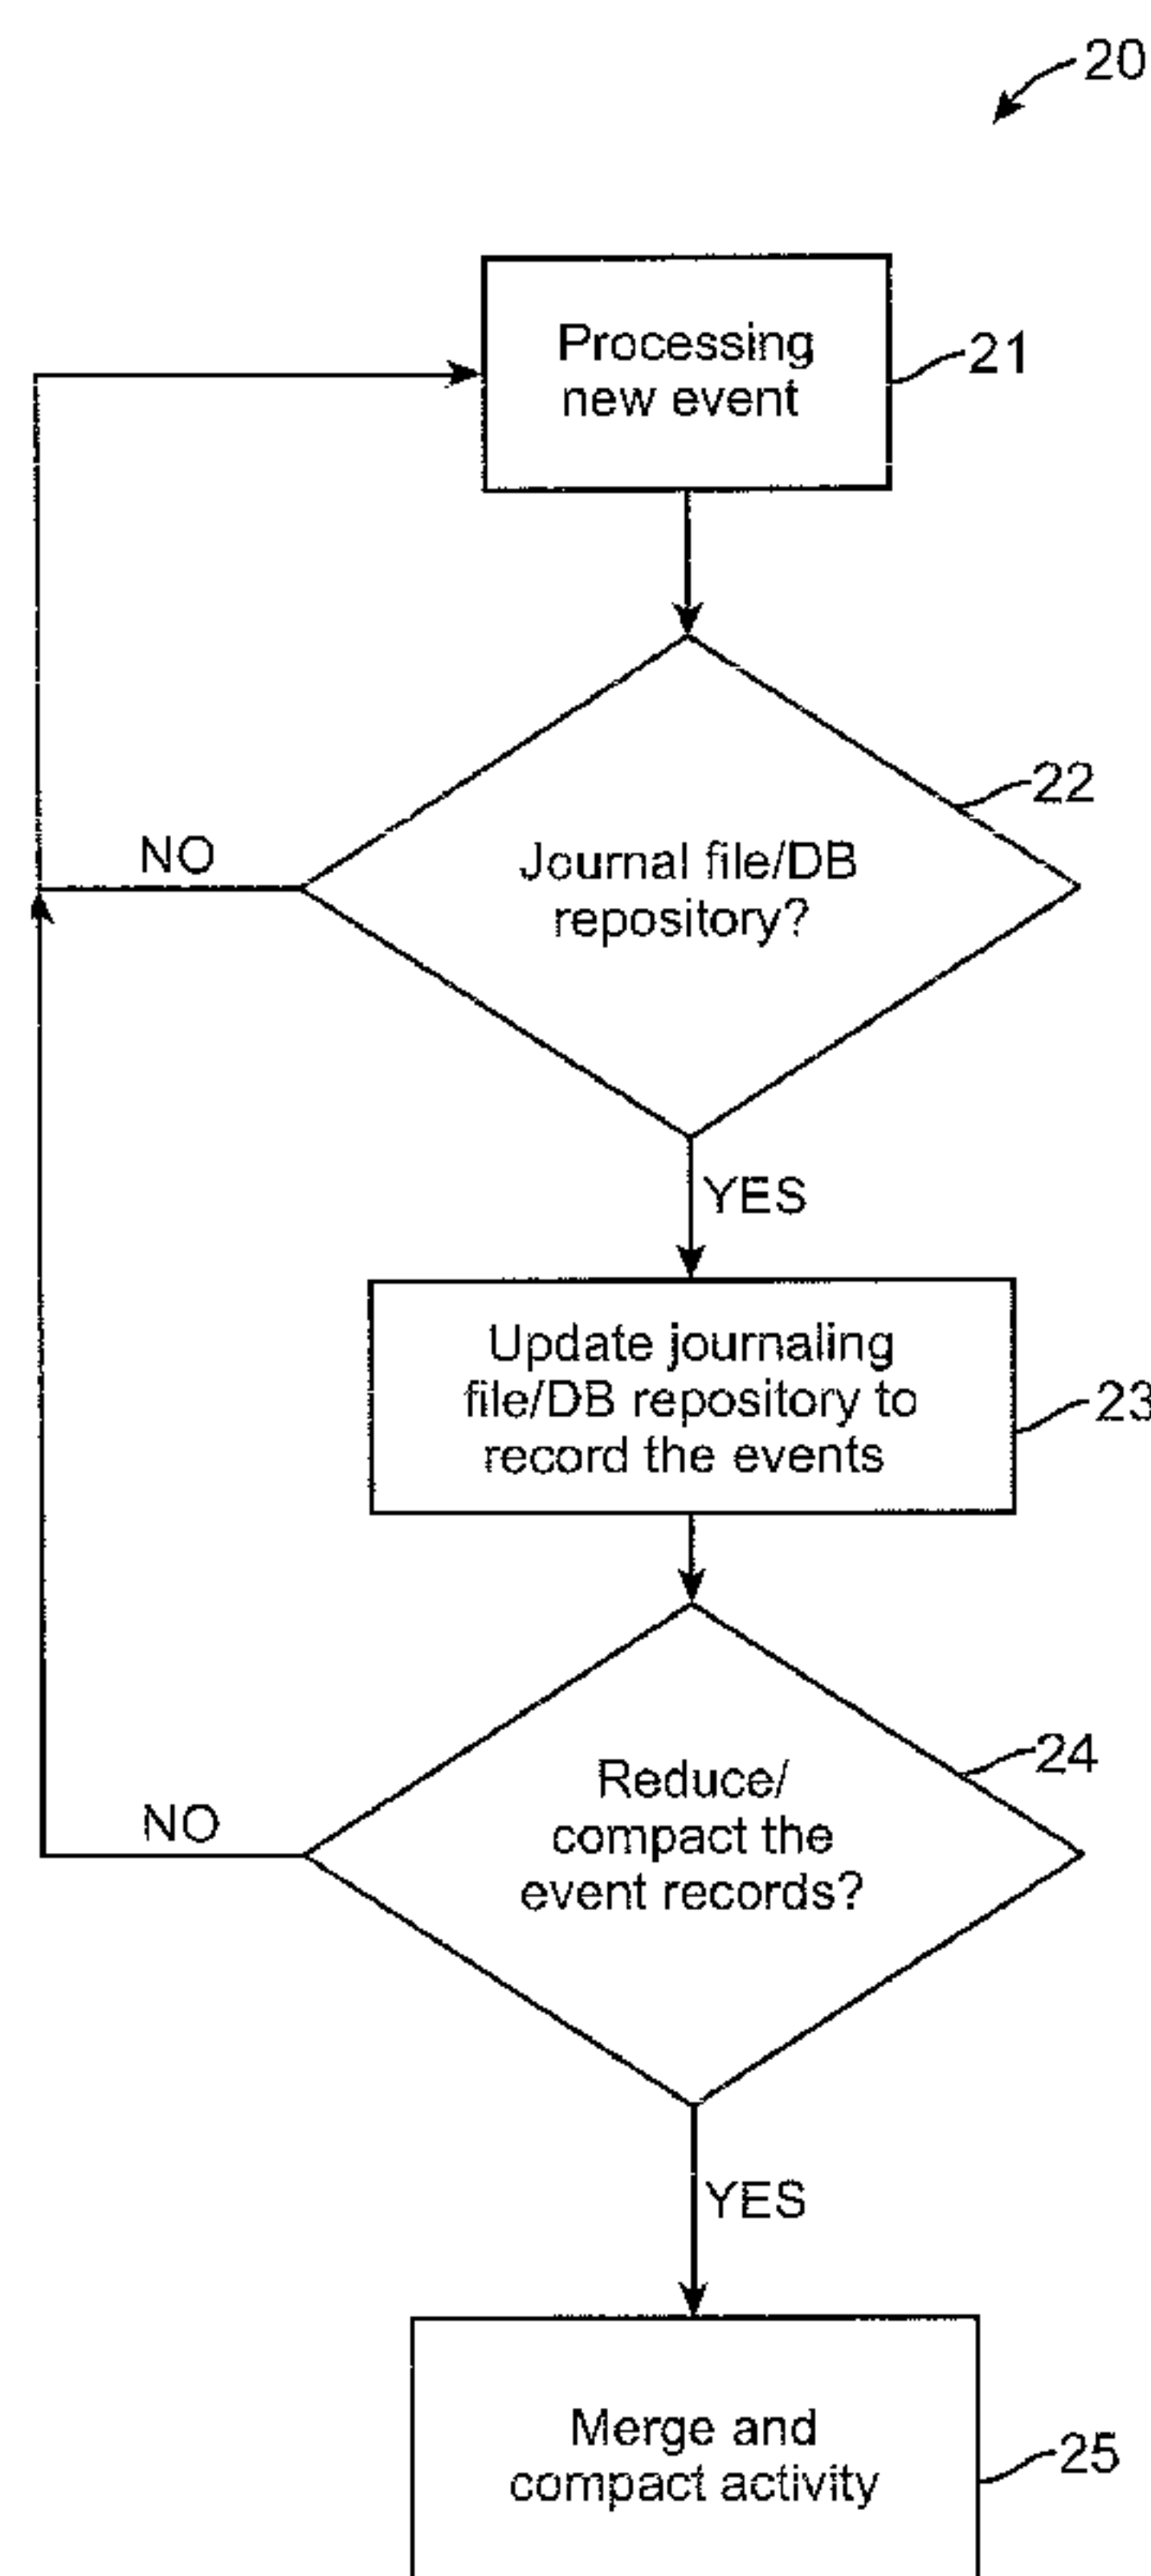 20
Processing
new event
21
22
NO
Journal file/DB
repository?
YES
Update journaling
file/DB repository to
record the events
23
24
Reduce/
compact the
event records?
NO
YES
Merge and
compact activity
25